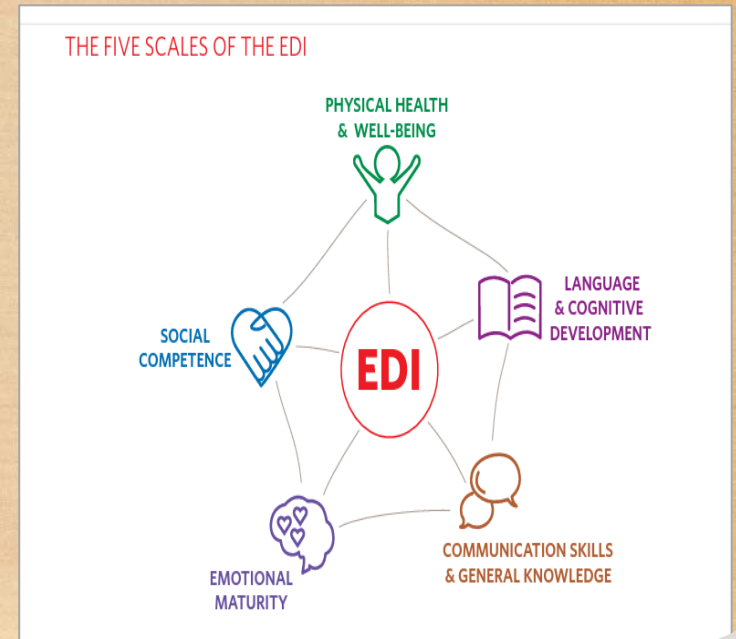 THE FIVE SCALES OF THE EDI
PHYSICAL HEALTH
& WELL-BEING
LANGUAGE
& COGNITIVE
DEVELOPMENT
SOCIAL
COMPETENCE
EDI
COMMUNICATION SKILLS
& GENERAL KNOWLEDGE
EMOTIONAL
MATURITY